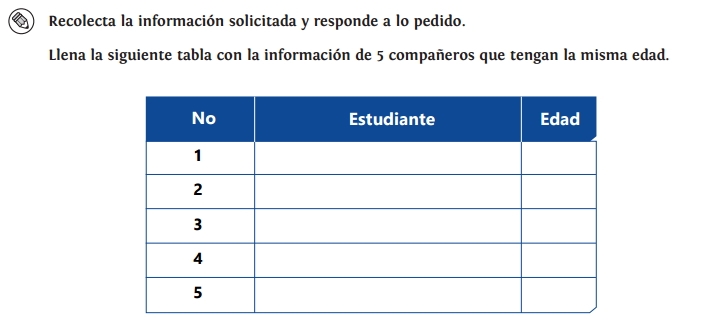 Recolecta la información solicitada y responde a lo pedido.
Llena la siguiente tabla con la información de 5 compañeros que tengan la misma edad.
No Estudiante Edad
1
2
3
4
5